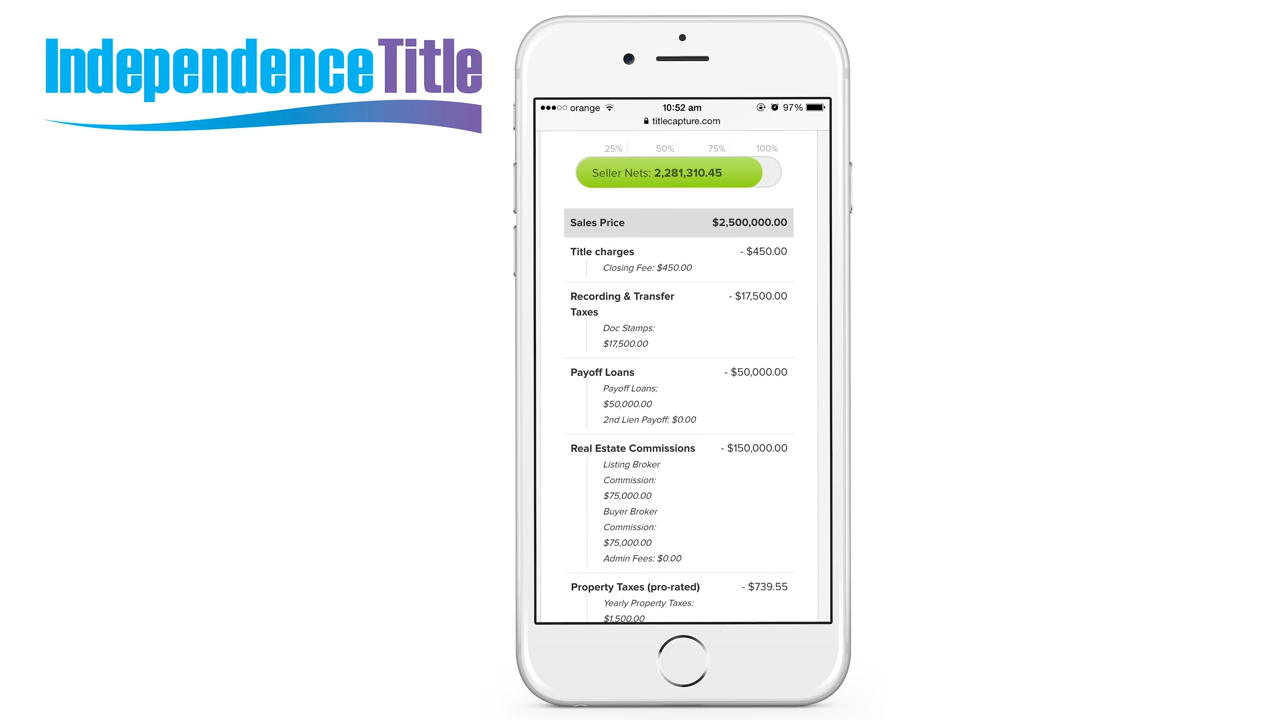 Independence Title
orange 10:52 am 97%
titlecapture.com
25% 50% 75% 100%
Seller Nets: 2,281,310.45
Sales Price $2,500,000.00
Title charges - $450.00
Closing Fee: $450.00
Recording & Transfer - $17,500.00
Taxes
Doc Stamps:
$17,500.00
Payoff Loans - $50,000.00
Payoff Loans:
$50,000.00
2nd Lien Payoff: $0.00
Real Estate Commissions - $150,000.00
Listing Broker
Commission:
$75,000.00
Buyer Broker
Commission:
$75,000.00
Admin Fees: $0.00
Property Taxes (pro-rated) - $739.55
Yearly Property Taxes:
$1,500.00